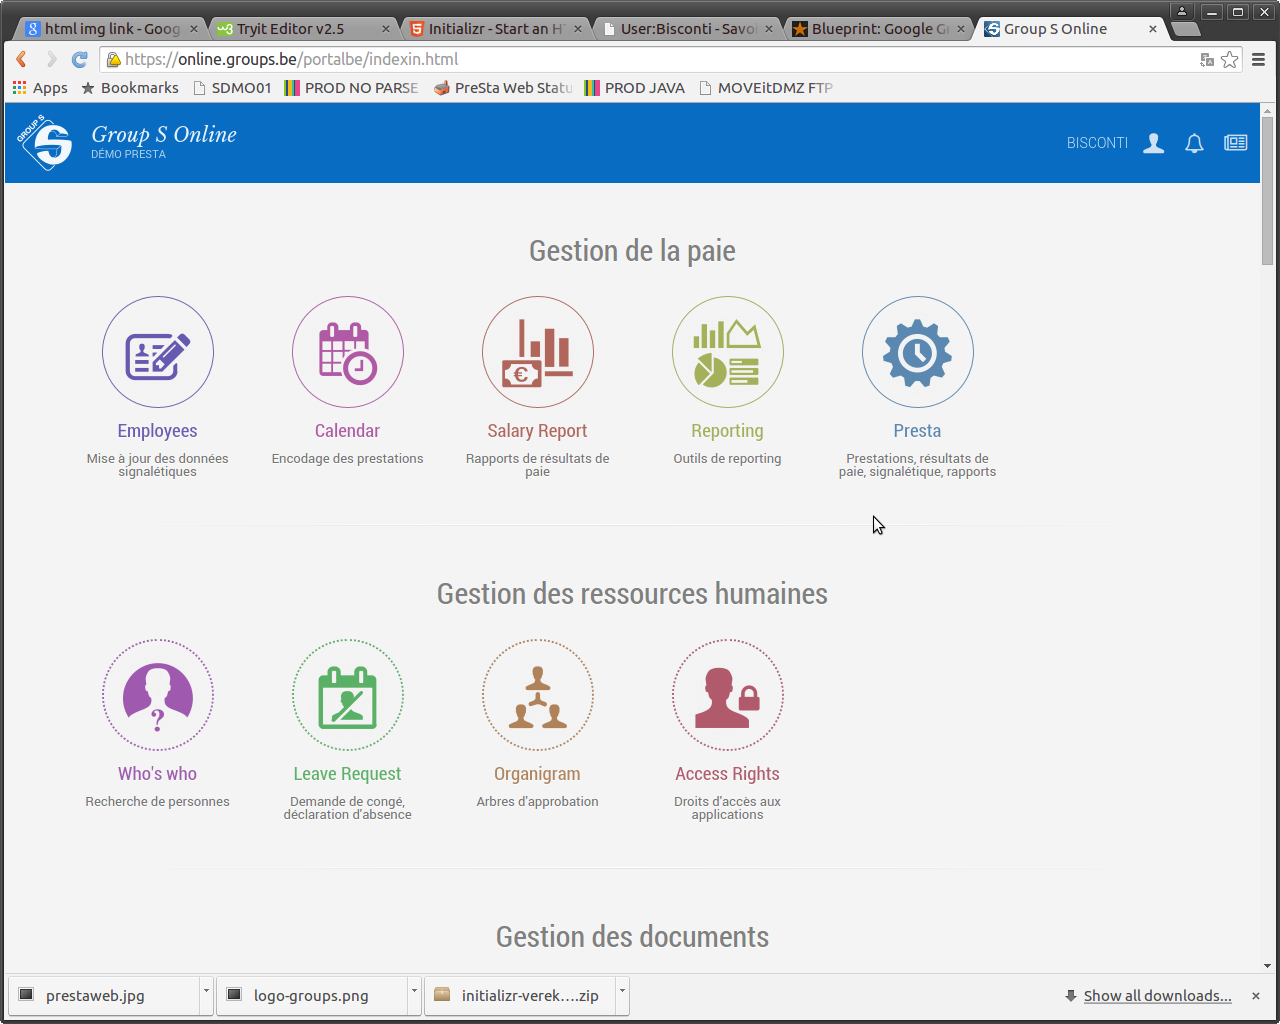 html img link - Goog
Tryit Editor v2.5
Initializr - Start an HT
User:Bisconti - Savo
Blueprint: Google Gr
Group S Online
https://online.groups.be/portalbe/indexin.html
Apps
Bookmarks
SDMO01
PROD NO PARSE
PreSta Web Statu
PROD JAVA
MOVEitDMZ FTP
GROUP S
Group S Online
DÉMO PRESTA
BISCONTI
Gestion de la paie
Employees
Mise à jour des données
signalétiques
Calendar
Encodage des prestations
Salary Report
Rapports de résultats de
paie
Reporting
Outils de reporting
Presta
Prestations, résultats de
paie, signalétique, rapports
Gestion des ressources humaines
Who's who
Recherche de personnes
Leave Request
Demande de congé,
déclaration d'absence
Organigram
Arbres d'approbation
Access Rights
Droits d'accès aux
applications
Gestion des documents
prestaweb.jpg
logo-groups.png
initializr-verek....zip
Show all downloads...